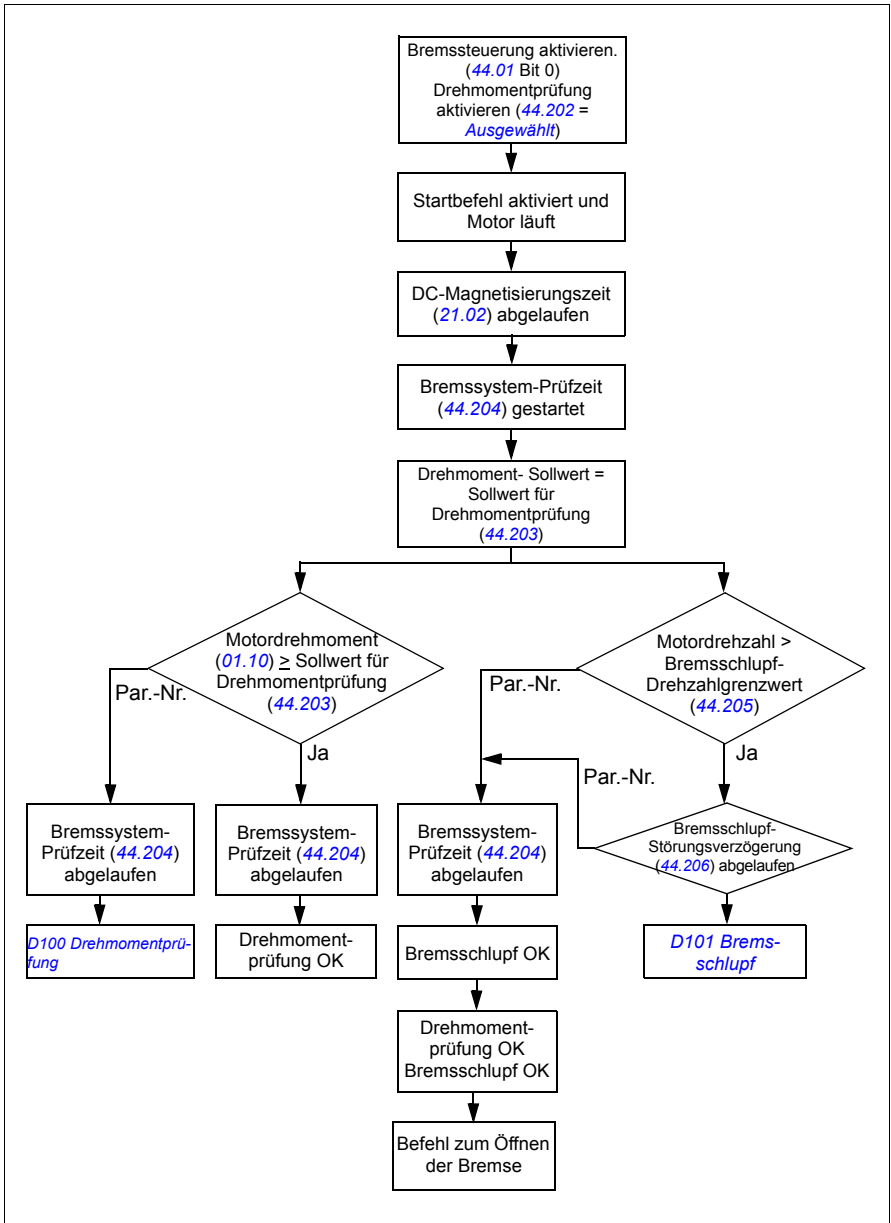 Bremssteuerung aktivieren.
(44.01 Bit 0)
Drehmomentprüfung
aktivieren (44.202 =
Ausgewählt)
Startbefehl aktiviert und
Motor läuft
DC-Magnetisierungszeit
(21.02) abgelaufen
Bremssystem-Prüfzeit
(44.204) gestartet
Drehmoment- Sollwert =
Sollwert für
Drehmomentprüfung
(44.203)
Motordrehmoment
(01.10) ≥ Sollwert für
Drehmomentprüfung
(44.203)
Par.-Nr.
Ja
Motordrehzahl >
Bremsschlupf-
Drehzahlgrenzwert
(44.205)
Par.-Nr.
Ja
Par.-Nr.
Bremssystem-
Prüfzeit (44.204)
abgelaufen
Bremssystem-
Prüfzeit (44.204)
abgelaufen
Bremssystem-
Prüfzeit (44.204)
abgelaufen
Bremsschlupf-
Störungsverzögerung
(44.206) abgelaufen
D100 Drehmomentprü-
fung
Drehmoment-
prüfung OK
Bremsschlupf OK
D101 Brems-
schlupf
Drehmoment-
prüfung OK
Bremsschlupf OK
Befehl zum Öffnen
der Bremse